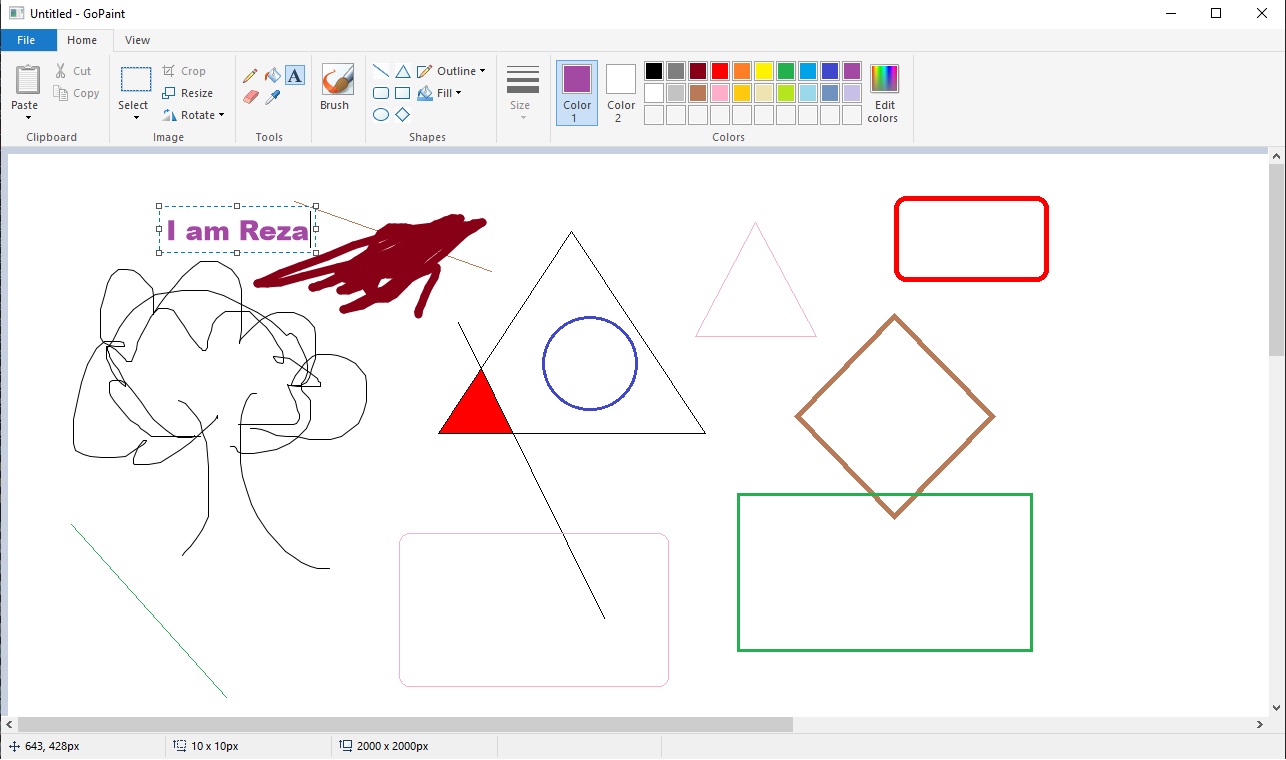 Untitled - GoPaint
File Home View
Paste
Cut
Copy
Clipboard
Select
Crop
Resize
Rotate
Image
A
Tools
Brush
Outline
Fill
Shapes
Size
Color
1
Color
2
Edit
colors
Colors
I am Reza
643, 428px
10 x 10px
2000 x 2000px